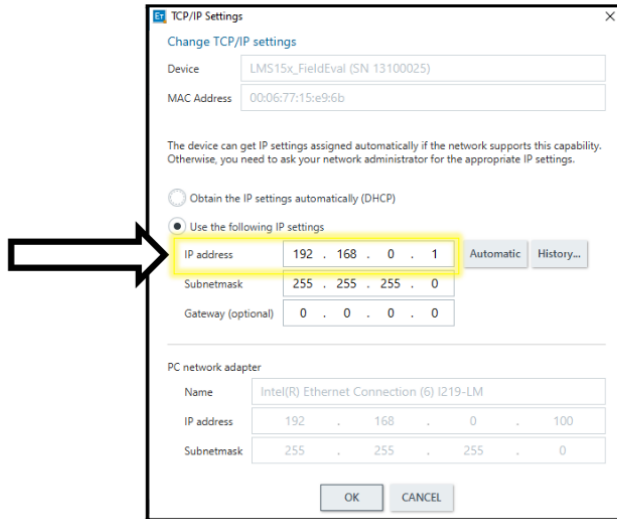 ET TCP/IP Settings
Change TCP/IP settings
Device LMS15x_FieldEval (SN 13100025)
MAC Address 00:06:77:15:e9:6b
The device can get IP settings assigned automatically if the network supports this capability.
Otherwise, you need to ask your network administrator for the appropriate IP settings.
Obtain the IP settings automatically (DHCP)
Use the following IP settings
IP address 192 . 168 . 0 . 1 Automatic History...
Subnetmask 255 . 255 . 255 . 0
Gateway (optional) 0 . 0 . 0 . 0
PC network adapter
Name Intel(R) Ethernet Connection (6) I219-LM
IP address 192 . 168 . 0 . 100
Subnetmask 255 . 255 . 255 . 0
OK CANCEL